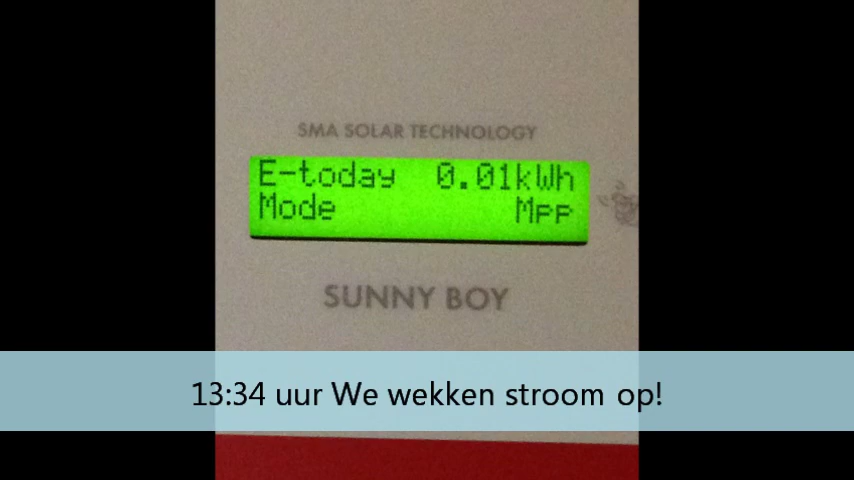 SMA SOLAR TECHNOLOGY
E-today 0.01kWh
Mode Mpp
SUNNY BOY
13:34 uur We wekken stroom op!